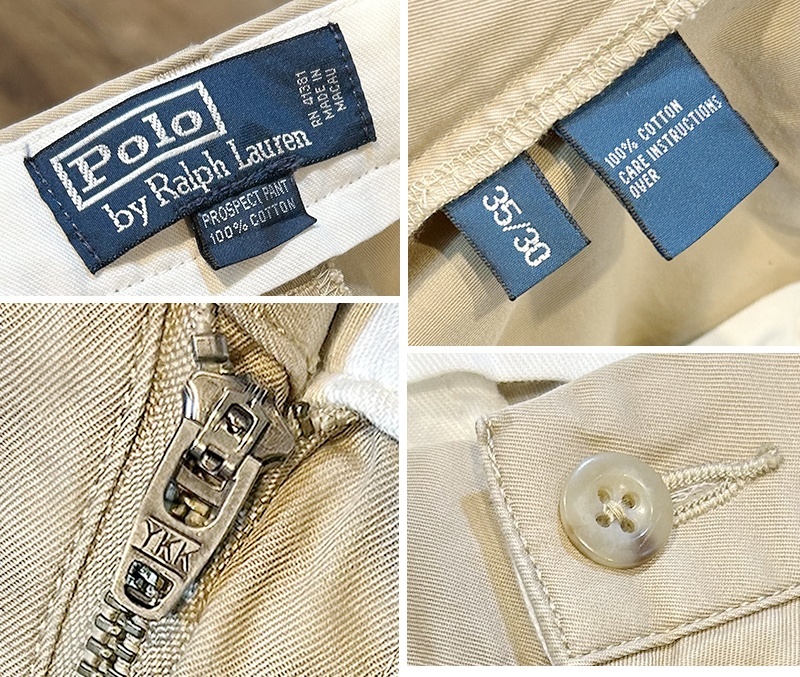 Polo
by Ralph Lauren
RN 41381
MADE IN
MACAU
PROSPECT PANT
100% COTTON
35/30
100% COTTON
CARE INSTRUCTIONS
OVER
YKK